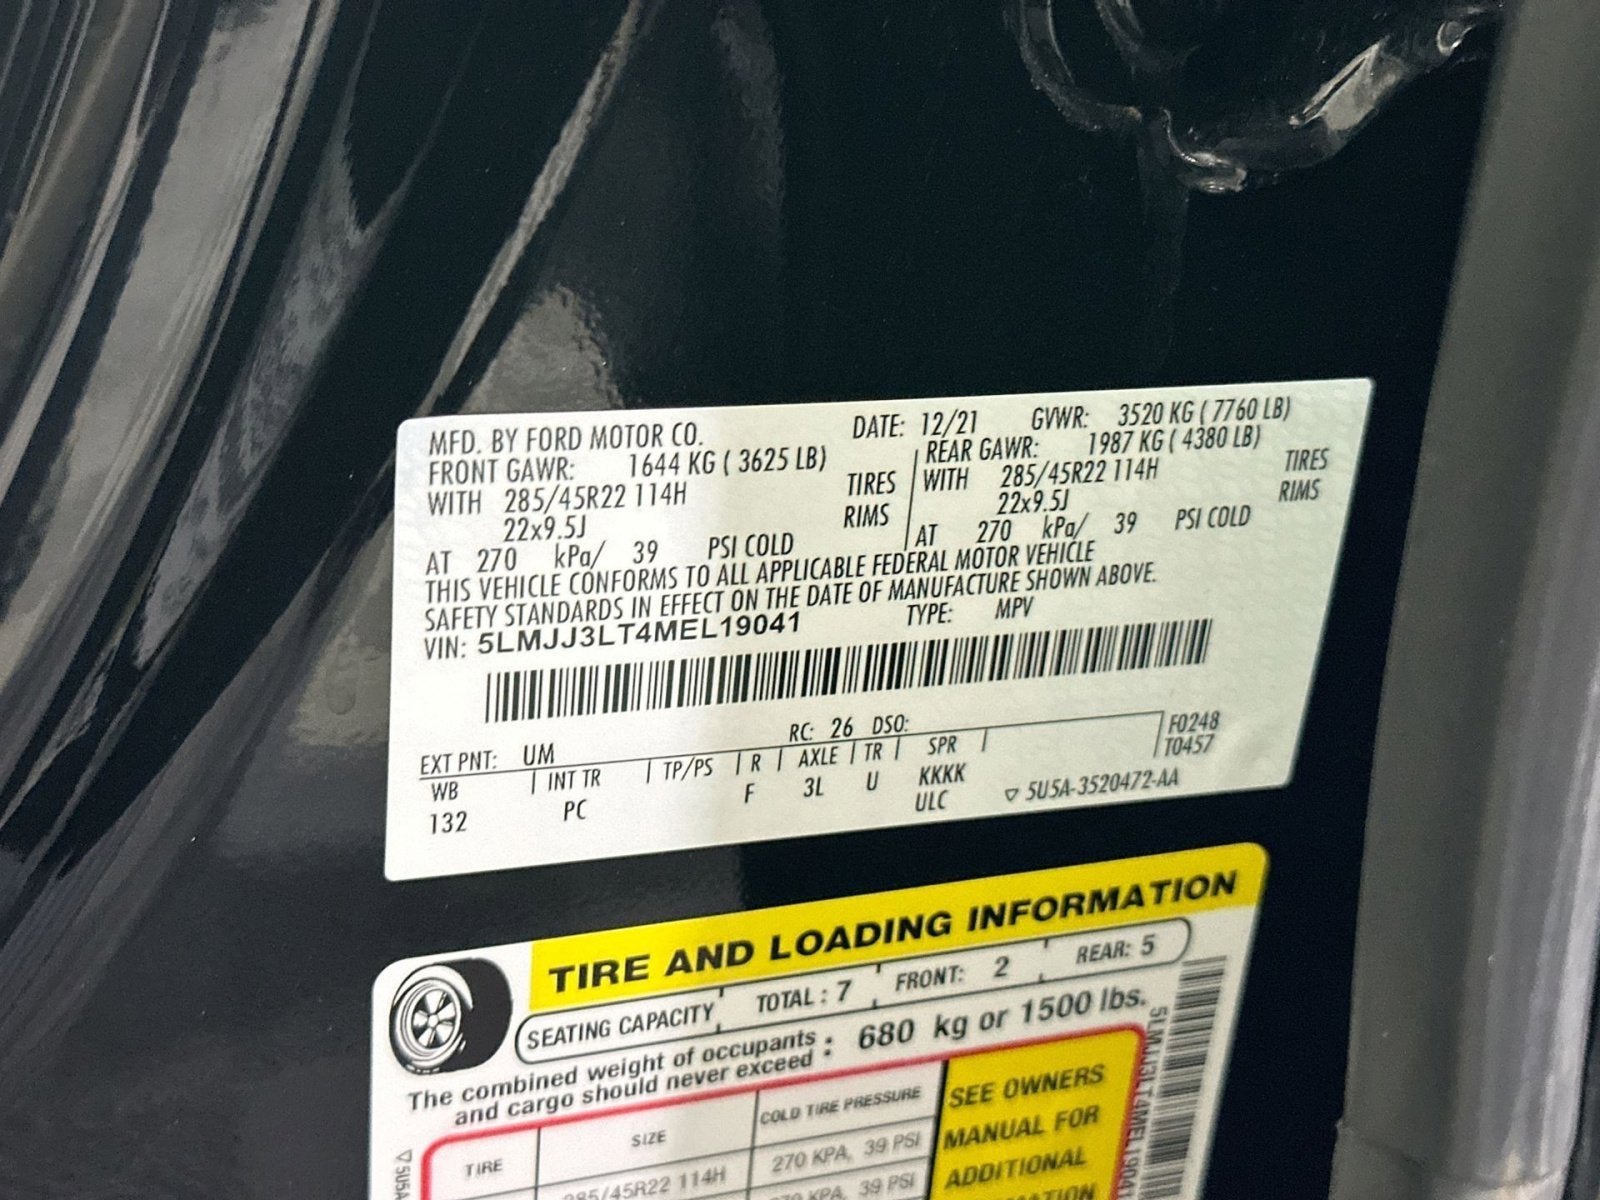 MFD. BY FORD MOTOR CO. DATE: 12/21 GVWR: 3520 KG ( 7760 LB)
FRONT GAWR: 1644 KG ( 3625 LB) REAR GAWR: 1987 KG ( 4380 LB)
WITH 285/45R22 114H TIRES WITH 285/45R22 114H TIRES
22x9.5J RIMS 22x9.5J RIMS
AT 270 kPa/ 39 PSI COLD AT 270 kPa/ 39 PSI COLD
THIS VEHICLE CONFORMS TO ALL APPLICABLE FEDERAL MOTOR VEHICLE
SAFETY STANDARDS IN EFFECT ON THE DATE OF MANUFACTURE SHOWN ABOVE.
VIN: 5LMJJ3LT4MEL19041 TYPE: MPV
EXT PNT: UM RC: 26 DSO: F0248
WB INT TR TP/PS R AXLE TR SPR T0457
132 PC F 3L U KKKK
ULC 5U5A-3520472-AA
TIRE AND LOADING INFORMATION
SEATING CAPACITY TOTAL : 7 FRONT: 2 REAR: 5
The combined weight of occupants and cargo should never exceed : 680 kg or 1500 lbs.
TIRE SIZE COLD TIRE PRESSURE
285/45R22 114H 270 KPA, 39 PSI
KPA, 39 PSI
SEE OWNERS
MANUAL FOR
ADDITIONAL
5LMJJ3LT4MEL19041